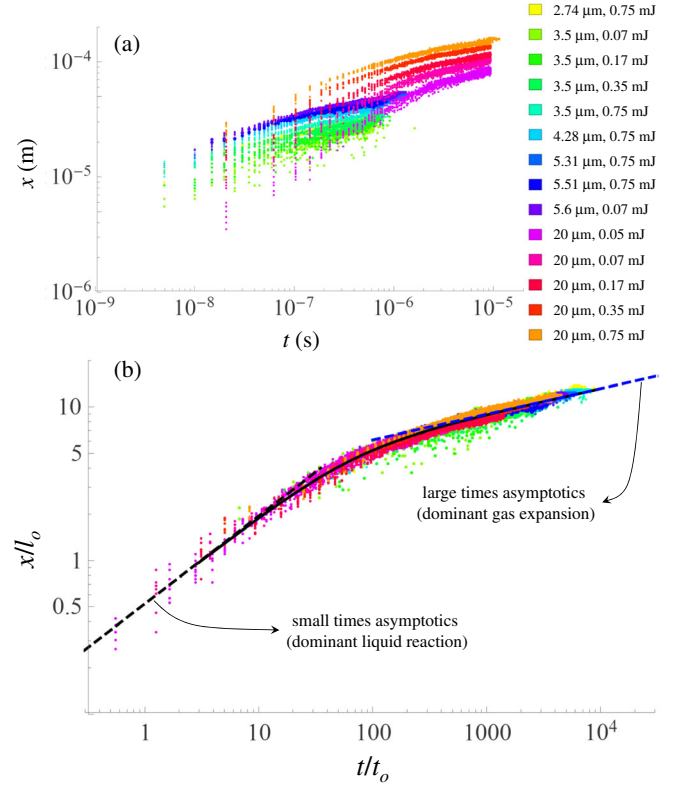 (a)
10⁻⁴
10⁻⁵
10⁻⁶
x (m)
10⁻⁹
10⁻⁸
10⁻⁷
10⁻⁶
10⁻⁵
t (s)
2.74 μm, 0.75 mJ
3.5 μm, 0.07 mJ
3.5 μm, 0.17 mJ
3.5 μm, 0.35 mJ
3.5 μm, 0.75 mJ
4.28 μm, 0.75 mJ
5.31 μm, 0.75 mJ
5.51 μm, 0.75 mJ
5.6 μm, 0.07 mJ
20 μm, 0.05 mJ
20 μm, 0.07 mJ
20 μm, 0.17 mJ
20 μm, 0.35 mJ
20 μm, 0.75 mJ
(b)
10
5
1
0.5
x/lₒ
large times asymptotics
(dominant gas expansion)
small times asymptotics
(dominant liquid reaction)
1
10
100
1000
10⁴
t/tₒ